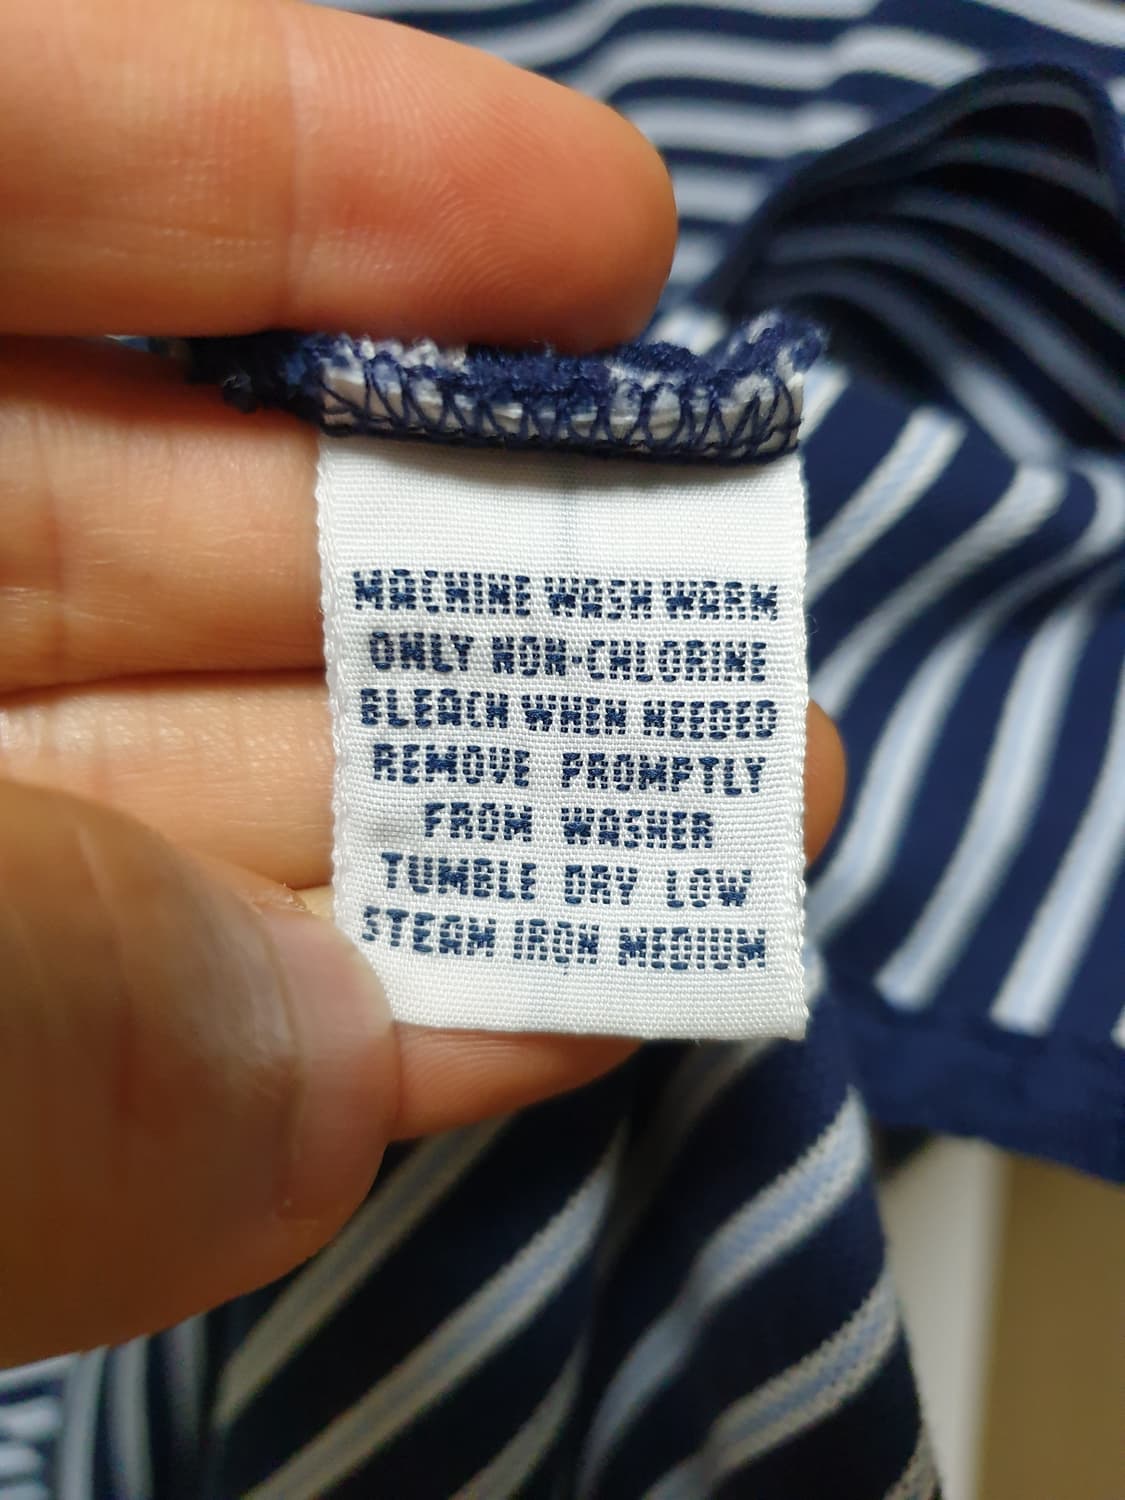 MACHINE WASH WARM
ONLY NON-CHLORINE
BLEACH WHEN NEEDED
REMOVE PROMPTLY
FROM WASHER
TUMBLE DRY LOW
STEAM IRON MEDIUM